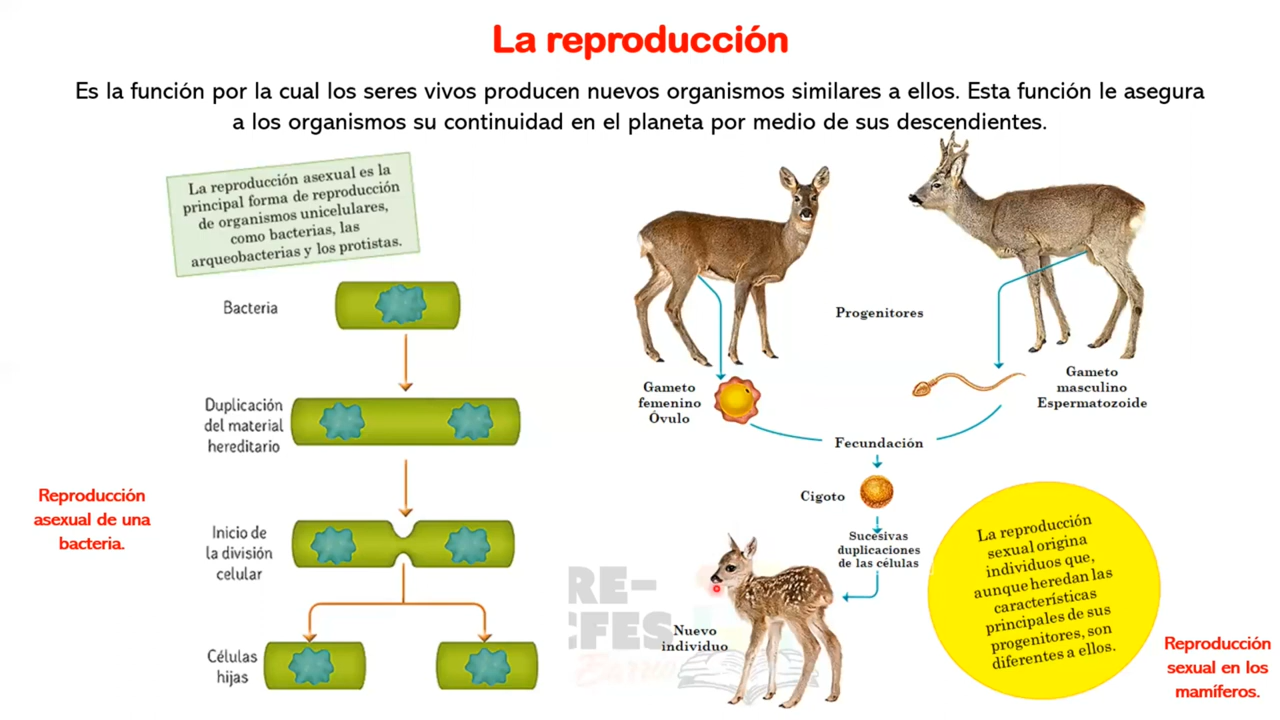 La reproducción
Es la función por la cual los seres vivos producen nuevos organismos similares a ellos. Esta función le asegura
a los organismos su continuidad en el planeta por medio de sus descendientes.
La reproducción asexual es la
principal forma de reproducción
de organismos unicelulares,
como bacterias, las
arqueobacterias y los protistas.
Bacteria
Duplicación
del material
hereditario
Reproducción
asexual de una
bacteria.
Inicio de
la división
celular
Células
hijas
Progenitores
Gameto
femenino
Óvulo
Gameto
masculino
Espermatozoide
Fecundación
Cigoto
Sucesivas
duplicaciones
de las células
Nuevo
individuo
La reproducción
sexual origina
individuos que,
aunque heredan las
características
principales de sus
progenitores, son
diferentes a ellos.
Reproducción
sexual en los
mamíferos.
RE-